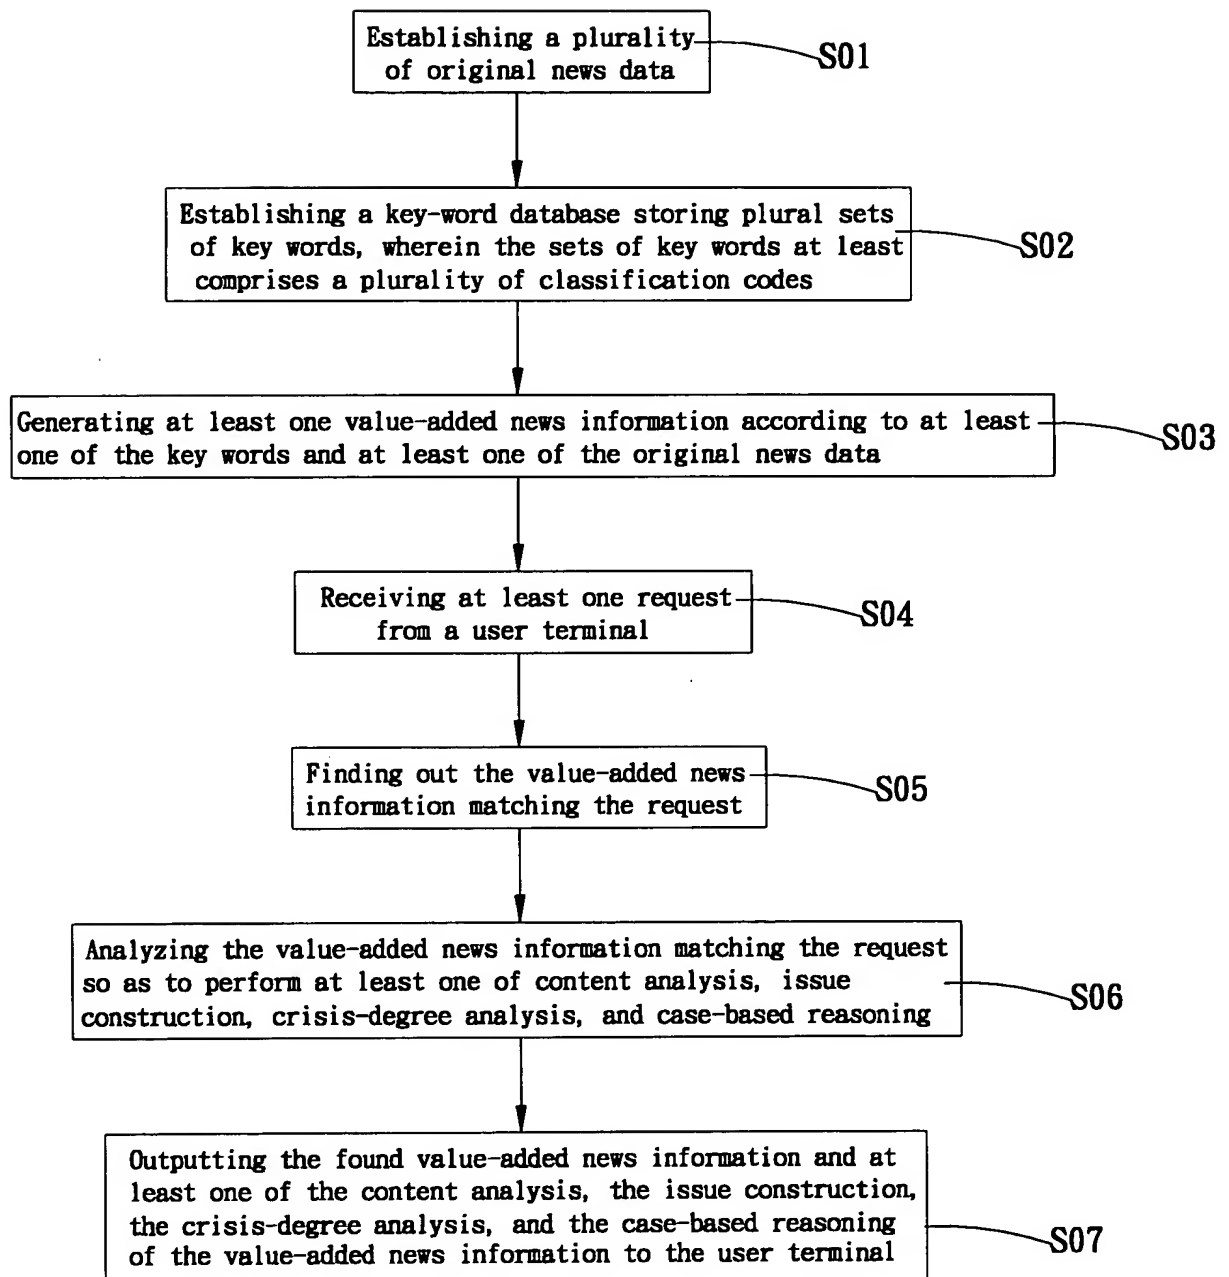 Establishing a plurality
of original news data
S01
Establishing a key-word database storing plural sets
of key words, wherein the sets of key words at least
comprises a plurality of classification codes
S02
Generating at least one value-added news information according to at least
one of the key words and at least one of the original news data
S03
Receiving at least one request
from a user terminal
S04
Finding out the value-added news
information matching the request
S05
Analyzing the value-added news information matching the request
so as to perform at least one of content analysis, issue
construction, crisis-degree analysis, and case-based reasoning
S06
Outputting the found value-added news information and at
least one of the content analysis, the issue construction,
the crisis-degree analysis, and the case-based reasoning
of the value-added news information to the user terminal
S07